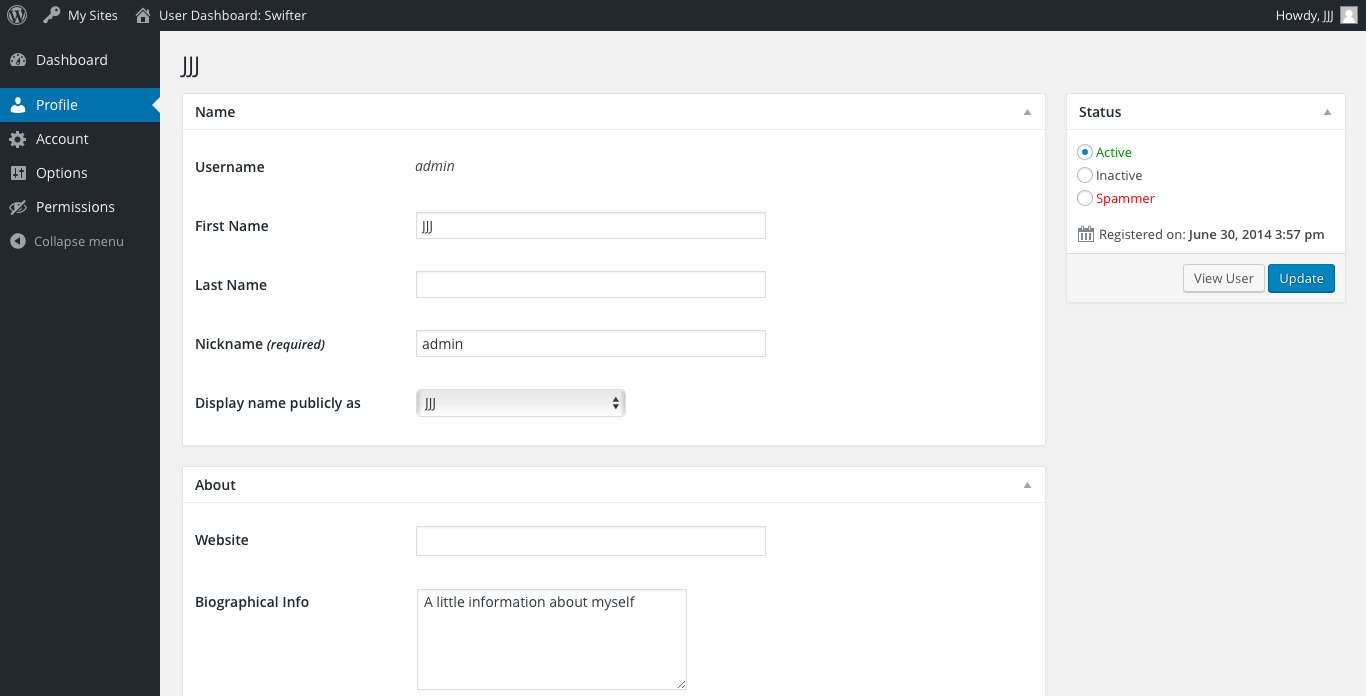 My Sites
User Dashboard: Swifter
Howdy, JJJ
Dashboard
Profile
Account
Options
Permissions
Collapse menu
JJJ
Name
Username
admin
First Name
JJJ
Last Name
Nickname (required)
admin
Display name publicly as
JJJ
About
Website
Biographical Info
A little information about myself
Status
Active
Inactive
Spammer
Registered on: June 30, 2014 3:57 pm
View User
Update